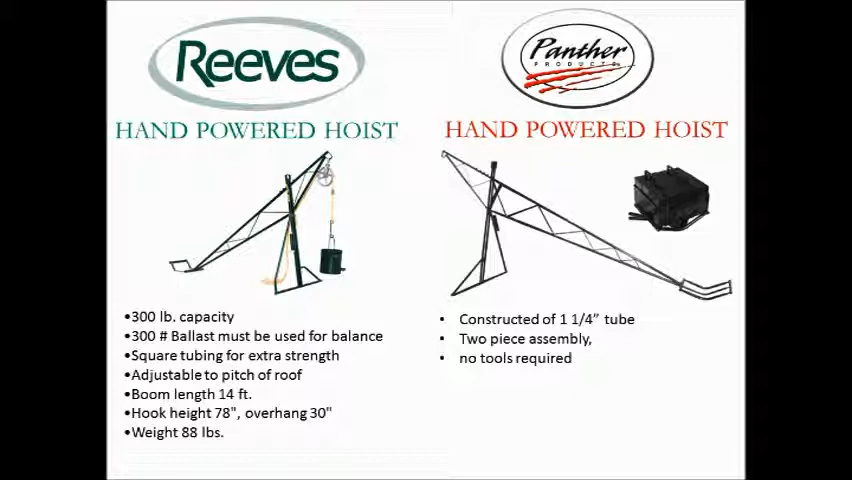 Reeves
HAND POWERED HOIST
•300 lb. capacity
•300 # Ballast must be used for balance
•Square tubing for extra strength
•Adjustable to pitch of roof
•Boom length 14 ft.
•Hook height 78", overhang 30"
•Weight 88 lbs.
Panther
PRODUCTS
HAND POWERED HOIST
• Constructed of 1 1/4” tube
• Two piece assembly,
• no tools required